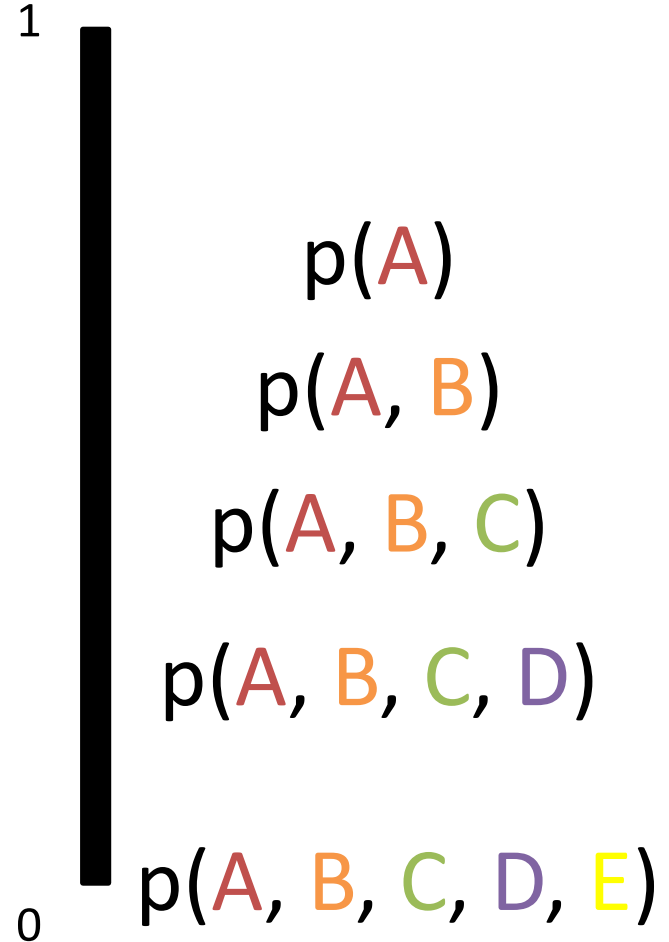 1
p(A)
p(A, B)
p(A, B, C)
p(A, B, C, D)
p(A, B, C, D, E)
0